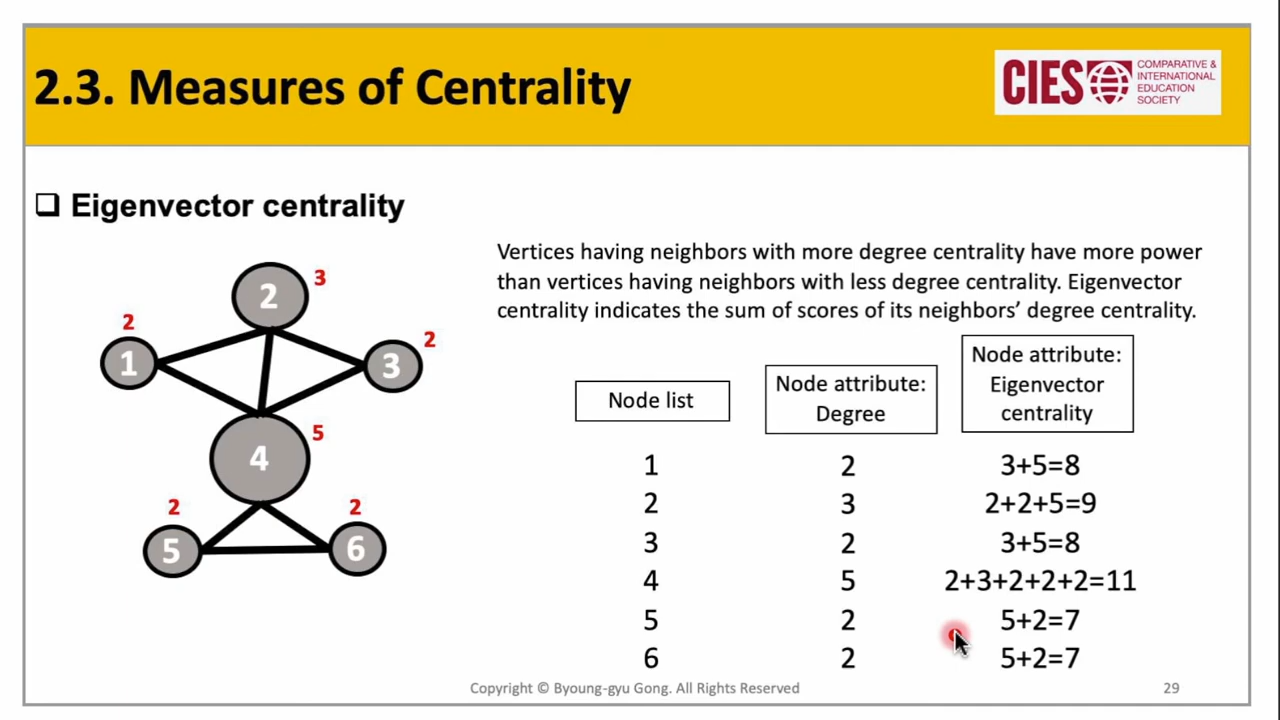 2.3. Measures of Centrality
CIES
COMPARATIVE &
INTERNATIONAL
EDUCATION
SOCIETY
❑ Eigenvector centrality
Vertices having neighbors with more degree centrality have more power
than vertices having neighbors with less degree centrality. Eigenvector
centrality indicates the sum of scores of its neighbors’ degree centrality.
2 3
2
1
3 2
4 5
2
5
2
6
Node list
Node attribute:
Degree
Node attribute:
Eigenvector
centrality
1 2 3+5=8
2 3 2+2+5=9
3 2 3+5=8
4 5 2+3+2+2+2=11
5 2 5+2=7
6 2 5+2=7
Copyright © Byoung-gyu Gong. All Rights Reserved
29